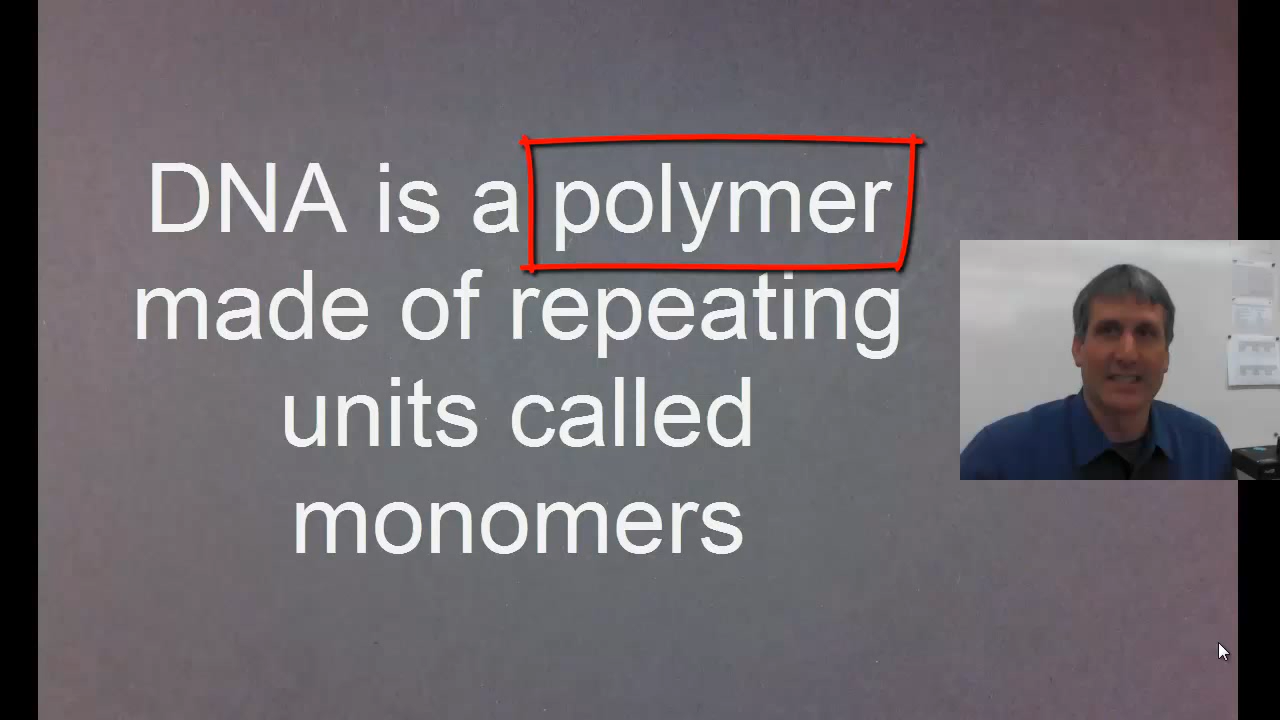 DNA is a polymer
made of repeating
units called
monomers